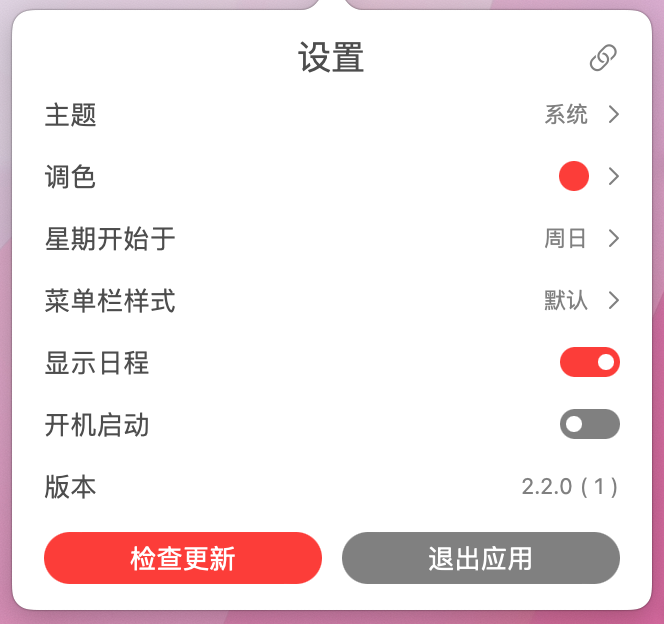 设置
主题 系统
调色
星期开始于 周日
菜单栏样式 默认
显示日程
开机启动
版本 2.2.0 ( 1 )
检查更新 退出应用